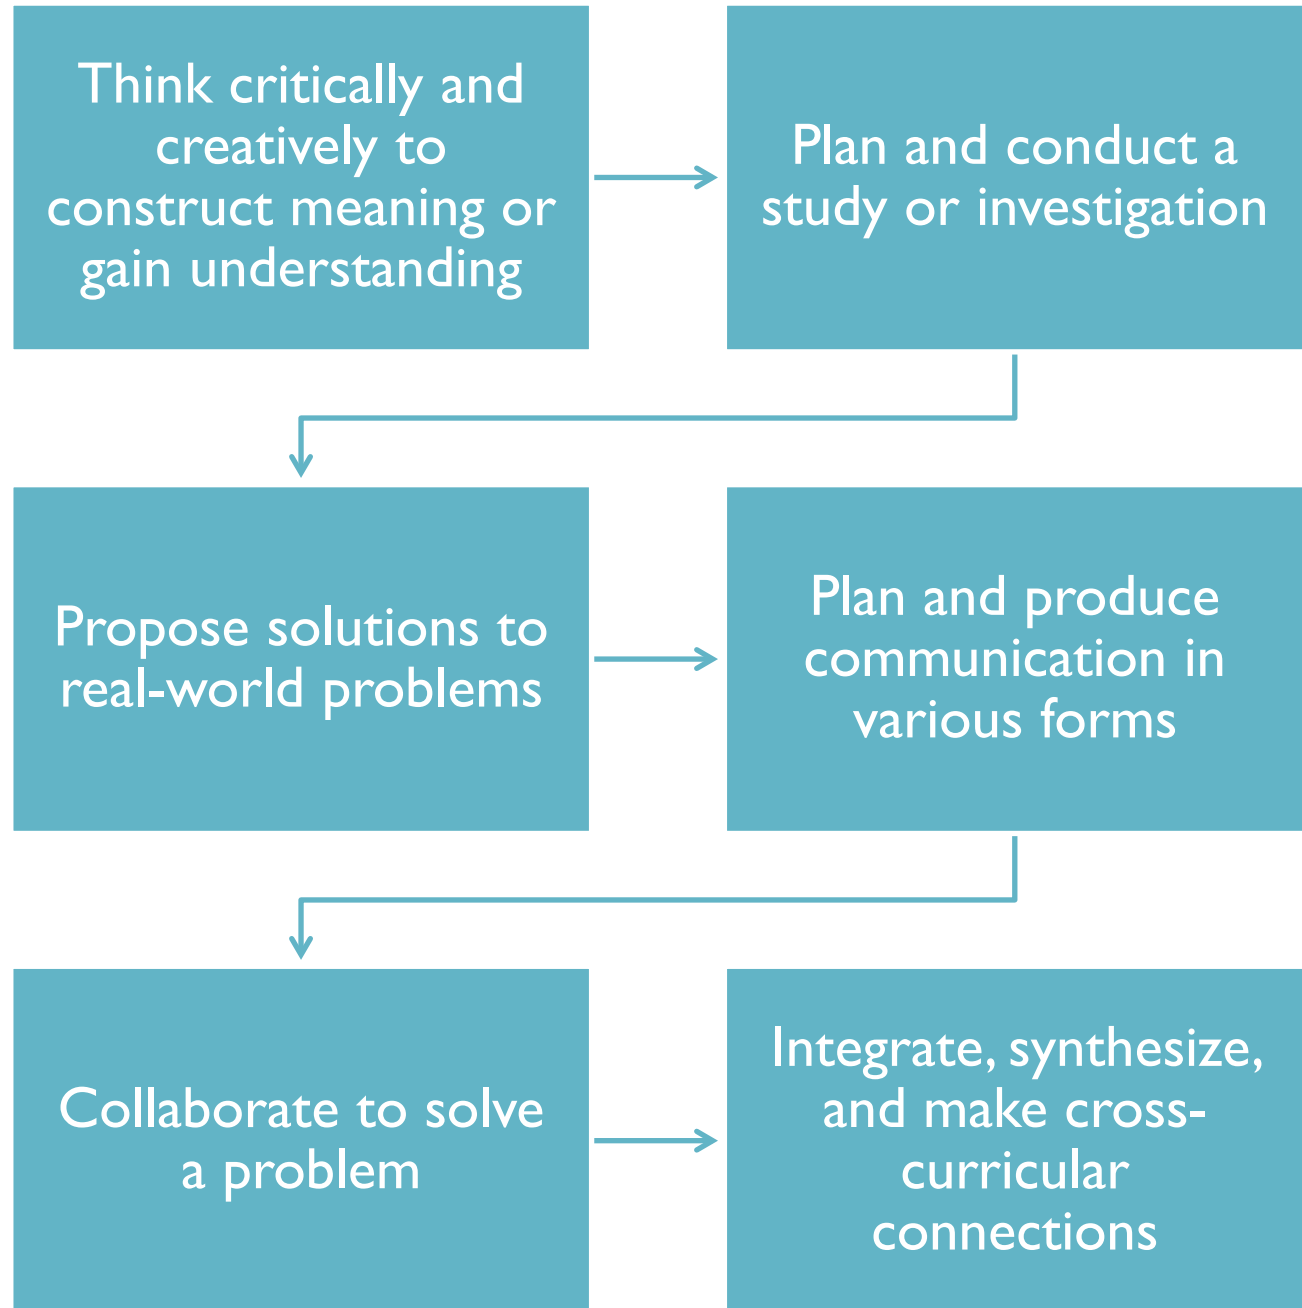 Think critically and
creatively to
construct meaning or
gain understanding
Plan and conduct a
study or investigation
Propose solutions to
real-world problems
Plan and produce
communication in
various forms
Collaborate to solve
a problem
Integrate, synthesize,
and make cross-
curricular
connections